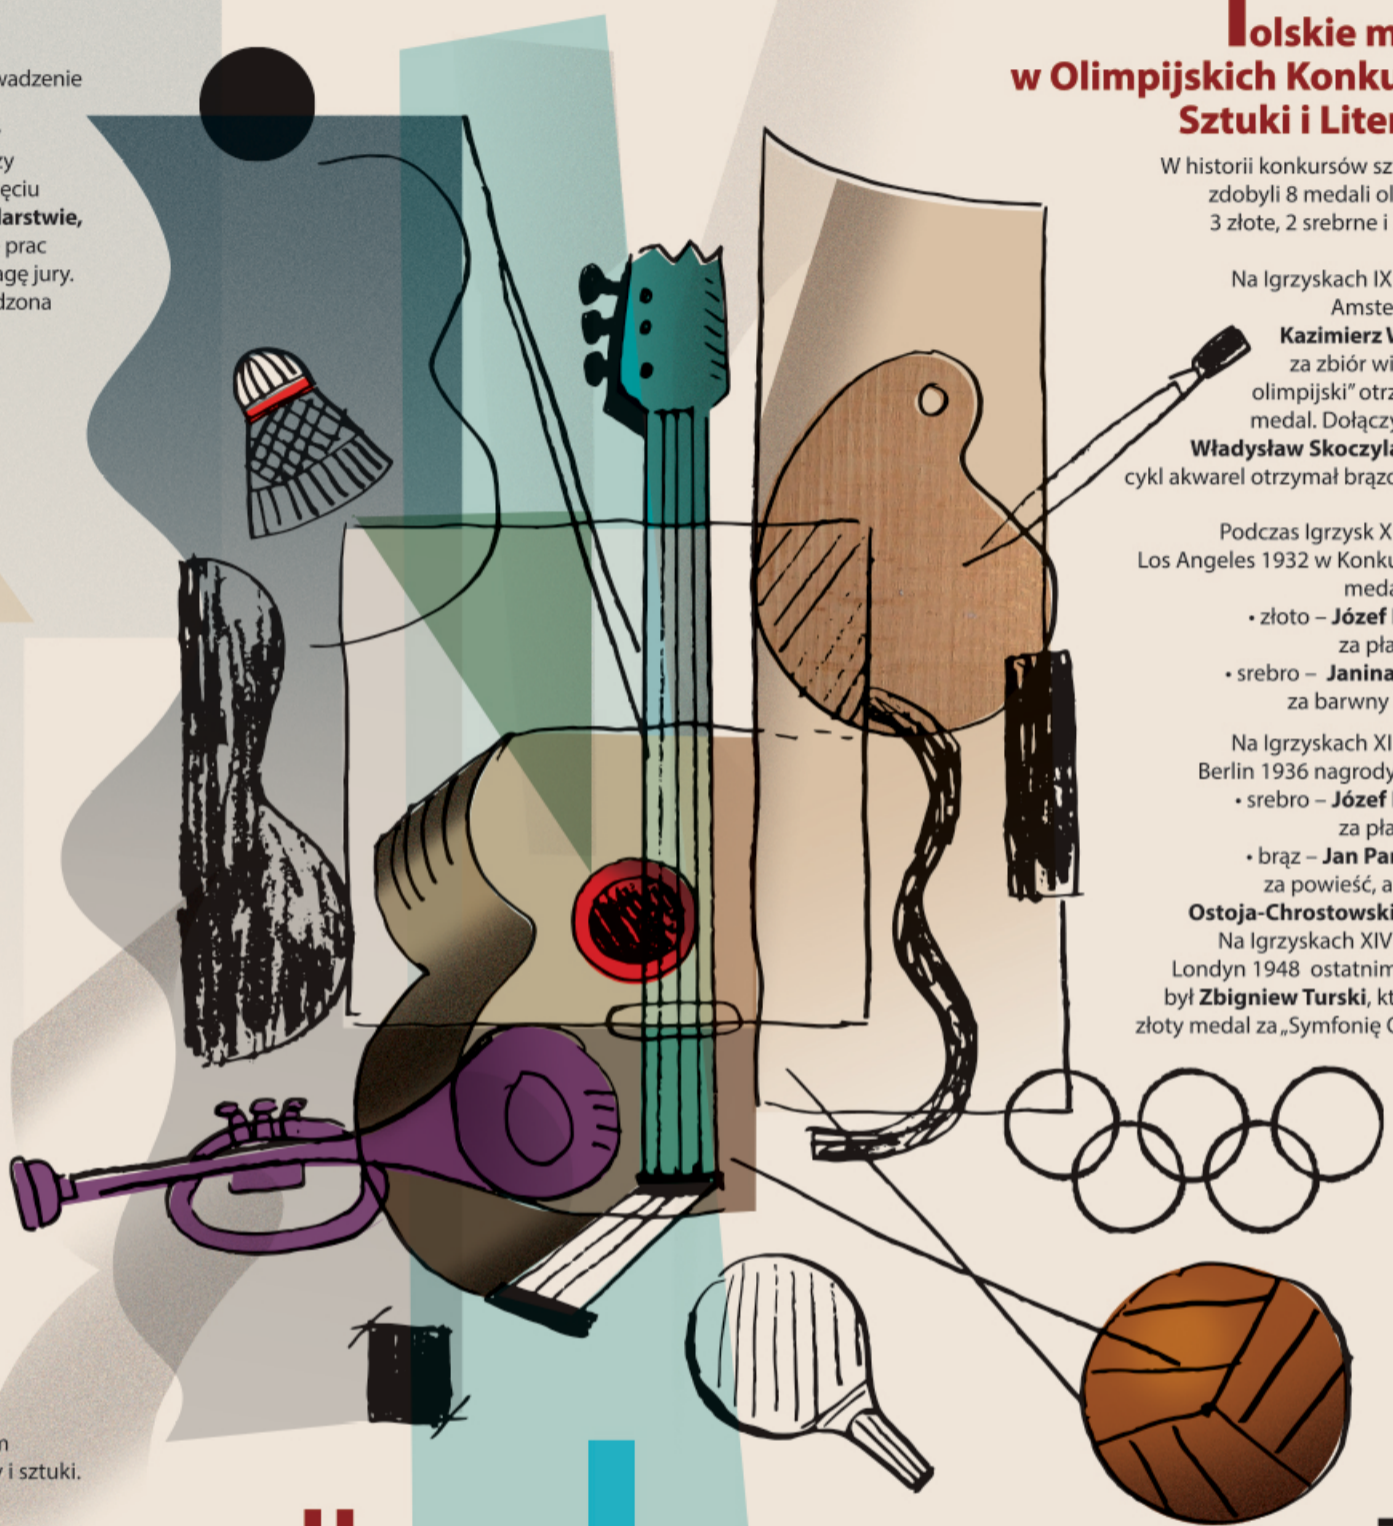 wadzenie
zy
ęciu
larstwie,
prac
agę jury.
dzona
y i sztuki.
olskie m
w Olimpijskich Konku
Sztuki i Liter
W historii konkursów sz
zdobyli 8 medali ol
3 złote, 2 srebrne i
Na Igrzyskach IX
Amste
Kazimierz W
za zbiór wi
olimpijski” otrz
medal. Dołączy
Władysław Skoczyla
cykl akwarel otrzymał brązo
Podczas Igrzysk X
Los Angeles 1932 w Konku
meda
• złoto – Józef
za pła
• srebro – Janina
za barwny
Na Igrzyskach XI
Berlin 1936 nagrody
• srebro – Józef
za pła
• brąz – Jan Par
za powieść, a
Ostoja-Chrostowski
Na Igrzyskach XIV
Londyn 1948 ostatnim
był Zbigniew Turski, kt
złoty medal za „Symfonię O